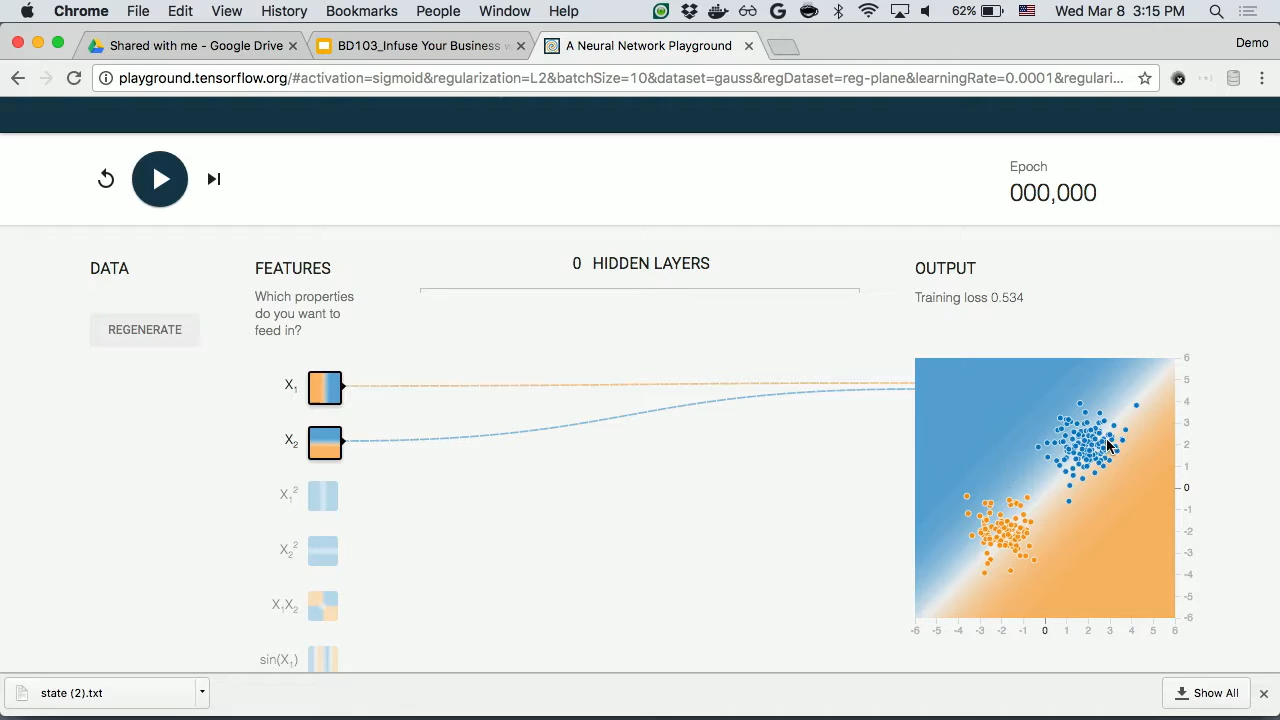 Chrome File Edit View History Bookmarks People Window Help 62% Wed Mar 8 3:15 PM
Shared with me - Google Drive
BD103_Infuse Your Business w
A Neural Network Playground
Demo
playground.tensorflow.org/#activation=sigmoid&regularization=L2&batchSize=10&dataset=gauss&regDataset=reg-plane&learningRate=0.0001&regulari...
Epoch
000,000
DATA
REGENERATE
FEATURES
Which properties
do you want to
feed in?
X₁
X₂
X₁²
X₂²
X₁X₂
sin(X₁)
0 HIDDEN LAYERS
OUTPUT
Training loss 0.534
6
5
4
3
2
1
0
-1
-2
-3
-4
-5
-6
-6 -5 -4 -3 -2 -1 0 1 2 3 4 5 6
state (2).txt
Show All